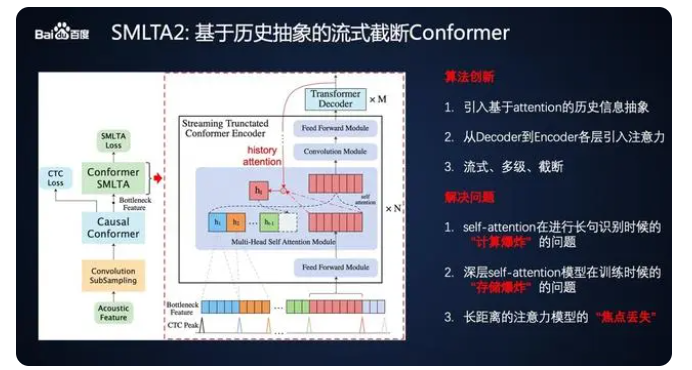 Bai百度
SMLTA2: 基于历史抽象的流式截断Conformer
SMLTA
Loss
CTC
Loss
Conformer
SMLTA
Bottleneck
Feature
Causal
Conformer
Convolution
SubSampling
Acoustic
Feature
Transformer
Decoder
× M
Streaming Trunctated
Conformer Encoder
Feed Forward Module
Convolution Module
history
attention
hₜ
self
attention
h₁ h₂ ... hₜ₋₁
× N
Multi-Head Self Attention Module
Feed Forward Module
Bottleneck
Feature
...
CTC Peak
...
算法创新
1. 引入基于attention的历史信息抽象
2. 从Decoder到Encoder各层引入注意力
3. 流式、多级、截断
解决问题
1. self-attention在进行长句识别时候的
"计算爆炸" 的问题
2. 深层self-attention模型在训练时候的
"存储爆炸" 的问题
3. 长距离的注意力模型的 "焦点丢失"